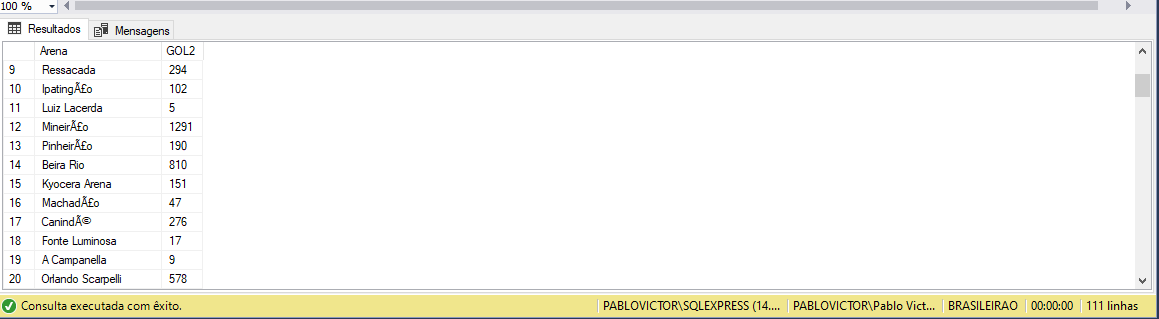 100 %
Resultados Mensagens
Arena GOL2
9 Ressacada 294
10 IpatingÃ£o 102
11 Luiz Lacerda 5
12 MineirÃ£o 1291
13 PinheirÃ£o 190
14 Beira Rio 810
15 Kyocera Arena 151
16 MachadÃ£o 47
17 CanindÃ© 276
18 Fonte Luminosa 17
19 A Campanella 9
20 Orlando Scarpelli 578
Consulta executada com êxito. PABLOVICTOR\SQLEXPRESS (14.... PABLOVICTOR\Pablo Vict... BRASILEIRAO 00:00:00 111 linhas